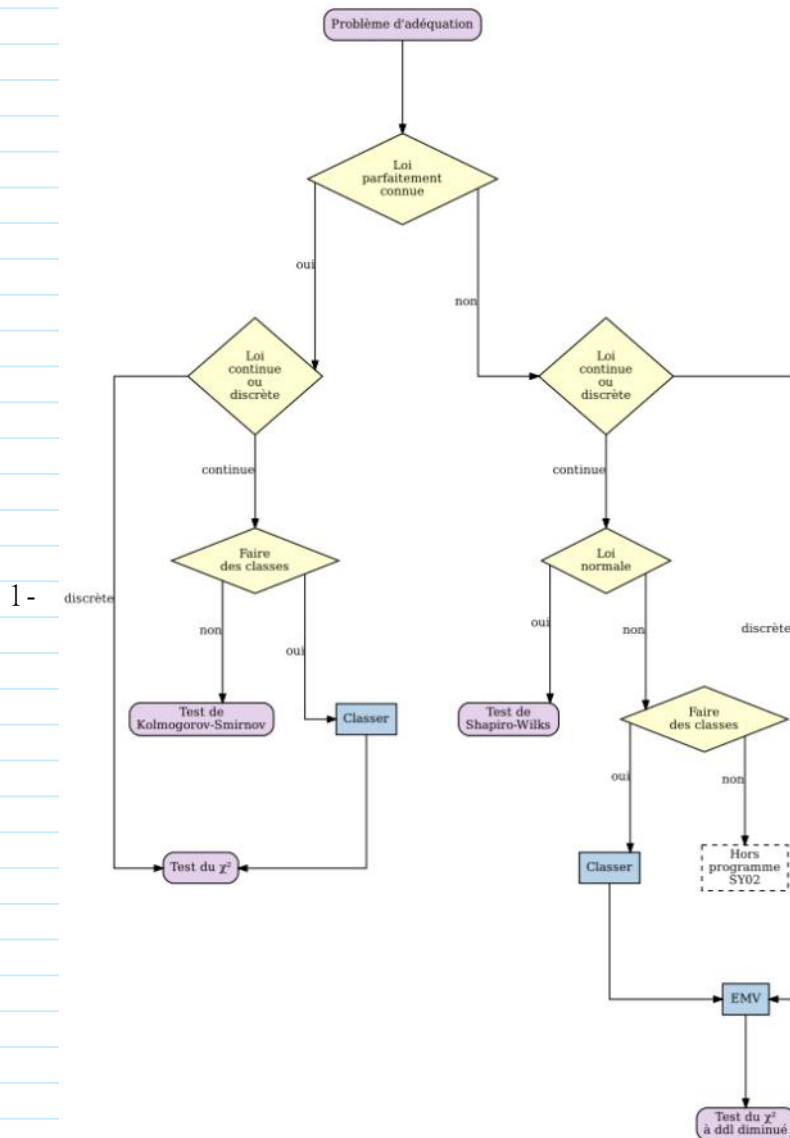 Problème d'adéquation
Loi
parfaitement
connue
oui
non
Loi
continue
ou
discrète
Loi
continue
ou
discrète
continue
continue
Faire
des classes
Loi
normale
1-
discrète
non
oui
oui
non
discrète
Test de
Kolmogorov-Smirnov
Classer
Test de
Shapiro-Wilks
Faire
des classes
oui
non
Test du χ²
Classer
Hors
programme
SY02
EMV
Test du χ²
à ddl diminué